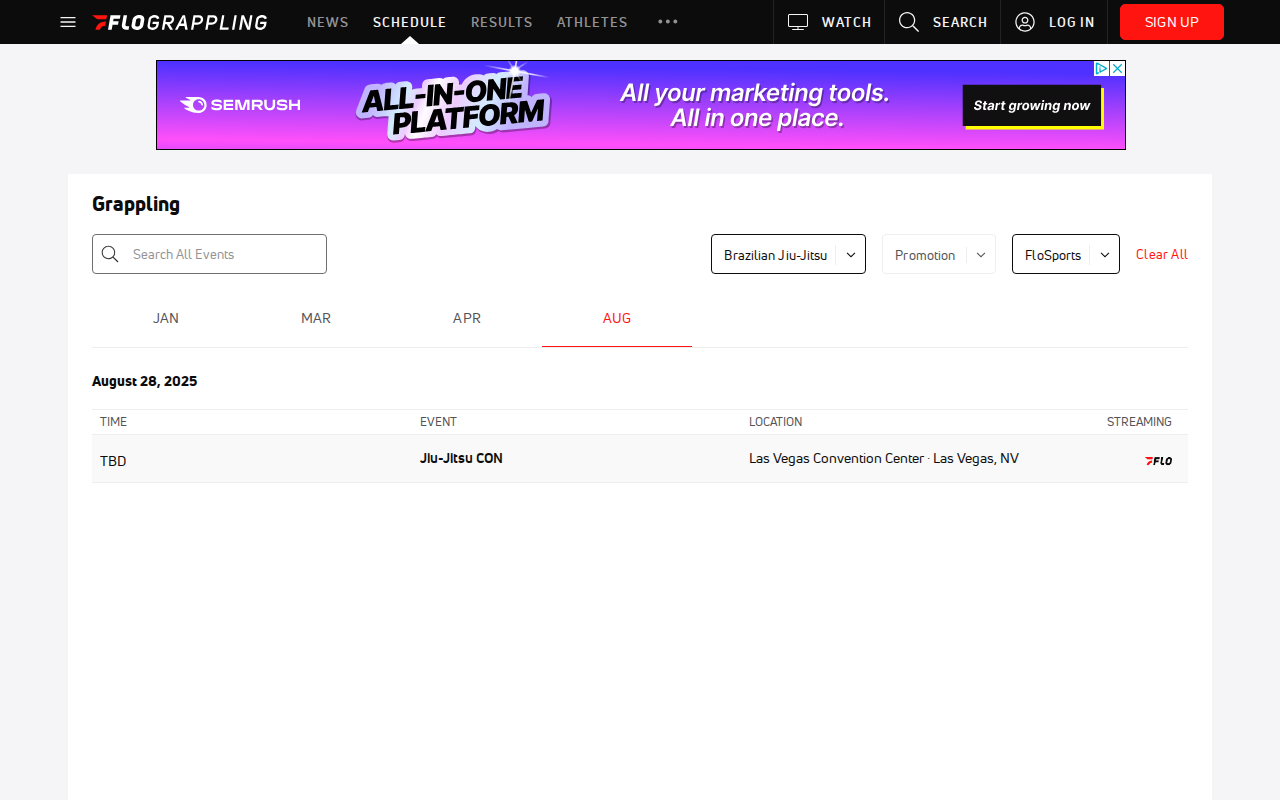 FLOGRAPPLING NEWS SCHEDULE RESULTS ATHLETES WATCH SEARCH LOG IN SIGN UP
SEMRUSH ALL-IN-ONE PLATFORM All your marketing tools. All in one place. Start growing now
Grappling
Search All Events Brazilian Jiu-Jitsu Promotion FloSports Clear All
JAN MAR APR AUG
August 28, 2025
TIME EVENT LOCATION STREAMING
TBD Jiu-Jitsu CON Las Vegas Convention Center · Las Vegas, NV FLO